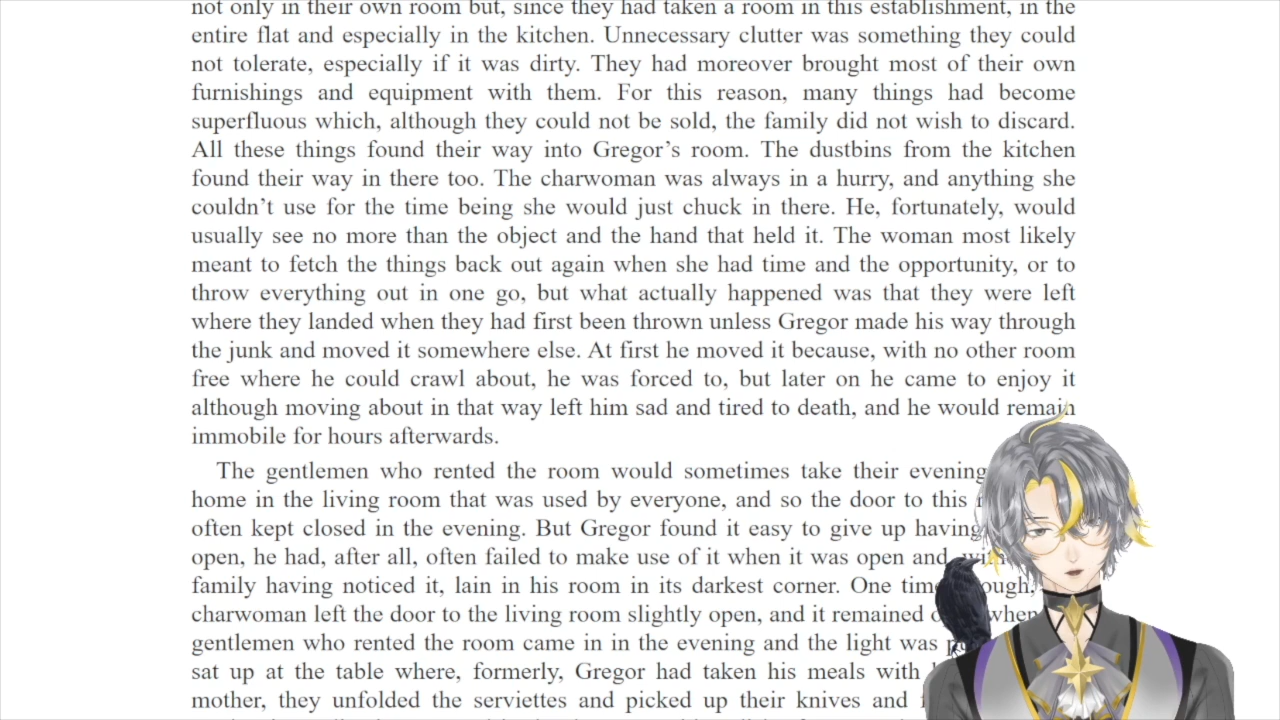 not only in their own room but, since they had taken a room in this establishment, in the
entire flat and especially in the kitchen. Unnecessary clutter was something they could
not tolerate, especially if it was dirty. They had moreover brought most of their own
furnishings and equipment with them. For this reason, many things had become
superfluous which, although they could not be sold, the family did not wish to discard.
All these things found their way into Gregor’s room. The dustbins from the kitchen
found their way in there too. The charwoman was always in a hurry, and anything she
couldn’t use for the time being she would just chuck in there. He, fortunately, would
usually see no more than the object and the hand that held it. The woman most likely
meant to fetch the things back out again when she had time and the opportunity, or to
throw everything out in one go, but what actually happened was that they were left
where they landed when they had first been thrown unless Gregor made his way through
the junk and moved it somewhere else. At first he moved it because, with no other room
free where he could crawl about, he was forced to, but later on he came to enjoy it
although moving about in that way left him sad and tired to death, and he would remain
immobile for hours afterwards.
The gentlemen who rented the room would sometimes take their evening
home in the living room that was used by everyone, and so the door to this
often kept closed in the evening. But Gregor found it easy to give up having
open, he had, after all, often failed to make use of it when it was open and,
family having noticed it, lain in his room in its darkest corner. One time
charwoman left the door to the living room slightly open, and it remained
gentlemen who rented the room came in in the evening and the light was
sat up at the table where, formerly, Gregor had taken his meals with
mother, they unfolded the serviettes and picked up their knives and